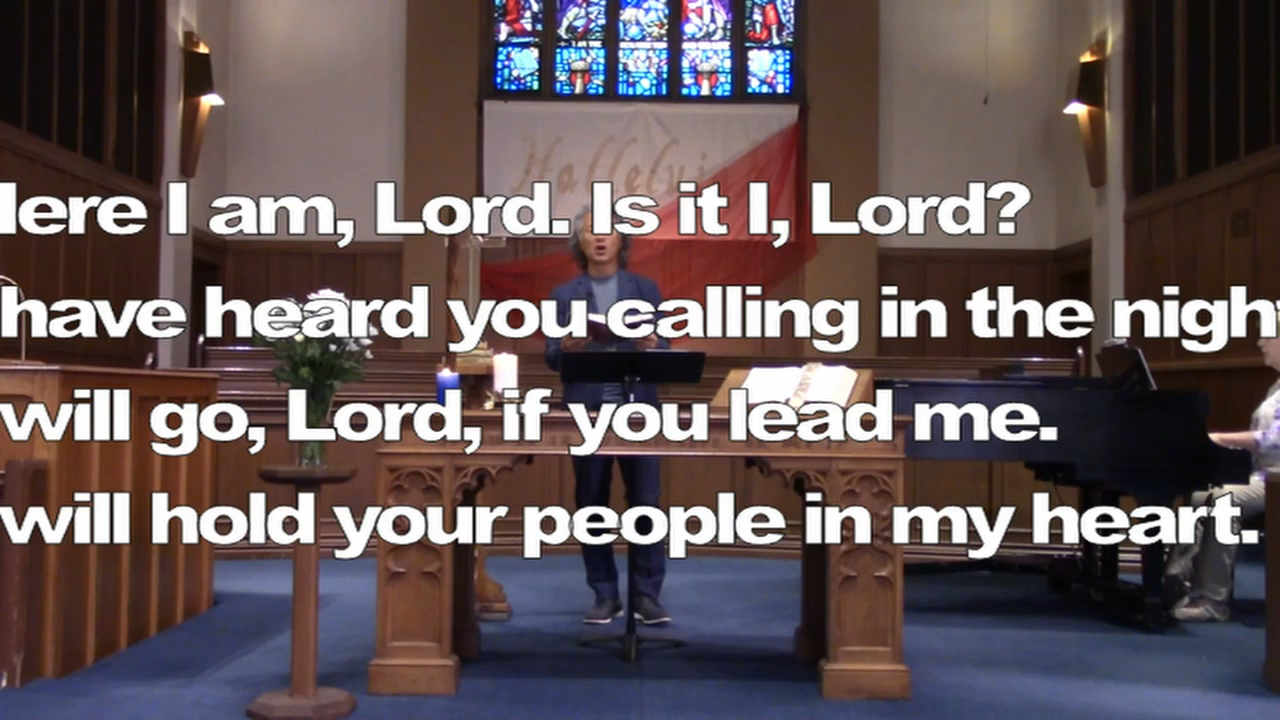 Hallelui
lere I am, Lord. Is it I, Lord?
have heard you calling in the nigh
will go, Lord, if you lead me.
will hold your people in my heart.